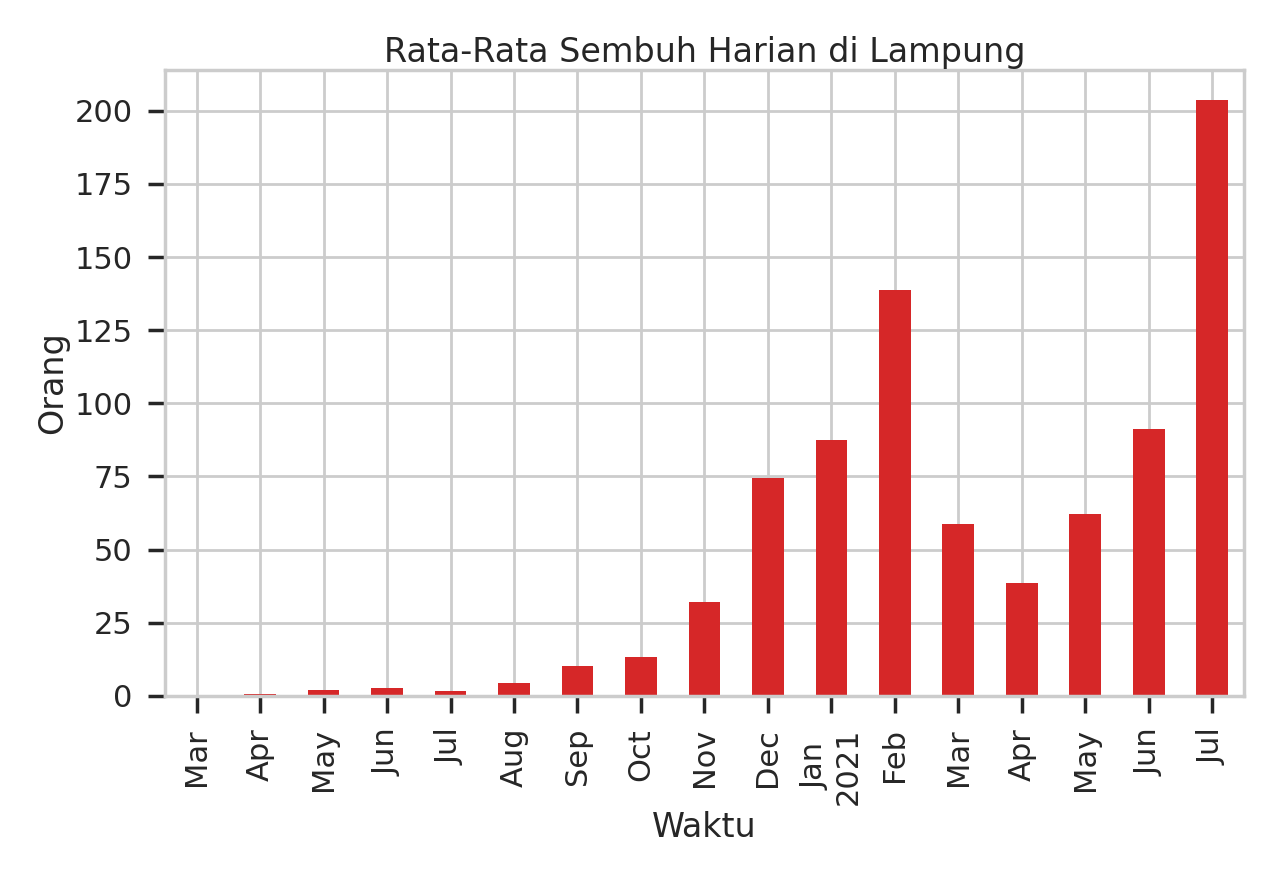 Rata-Rata Sembuh Harian di Lampung
Orang
200
175
150
125
100
75
50
25
0
Mar
Apr
May
Jun
Jul
Aug
Sep
Oct
Nov
Dec
Jan
2021
Feb
Mar
Apr
May
Jun
Jul
Waktu